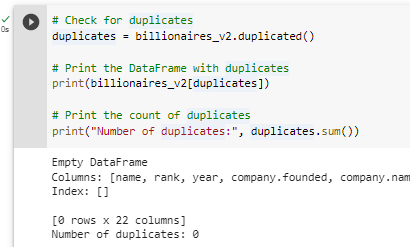 0s
# Check for duplicates
duplicates = billionaires_v2.duplicated()
# Print the DataFrame with duplicates
print(billionaires_v2[duplicates])
# Print the count of duplicates
print("Number of duplicates:", duplicates.sum())
Empty DataFrame
Columns: [name, rank, year, company.founded, company.nam
Index: []
[0 rows x 22 columns]
Number of duplicates: 0